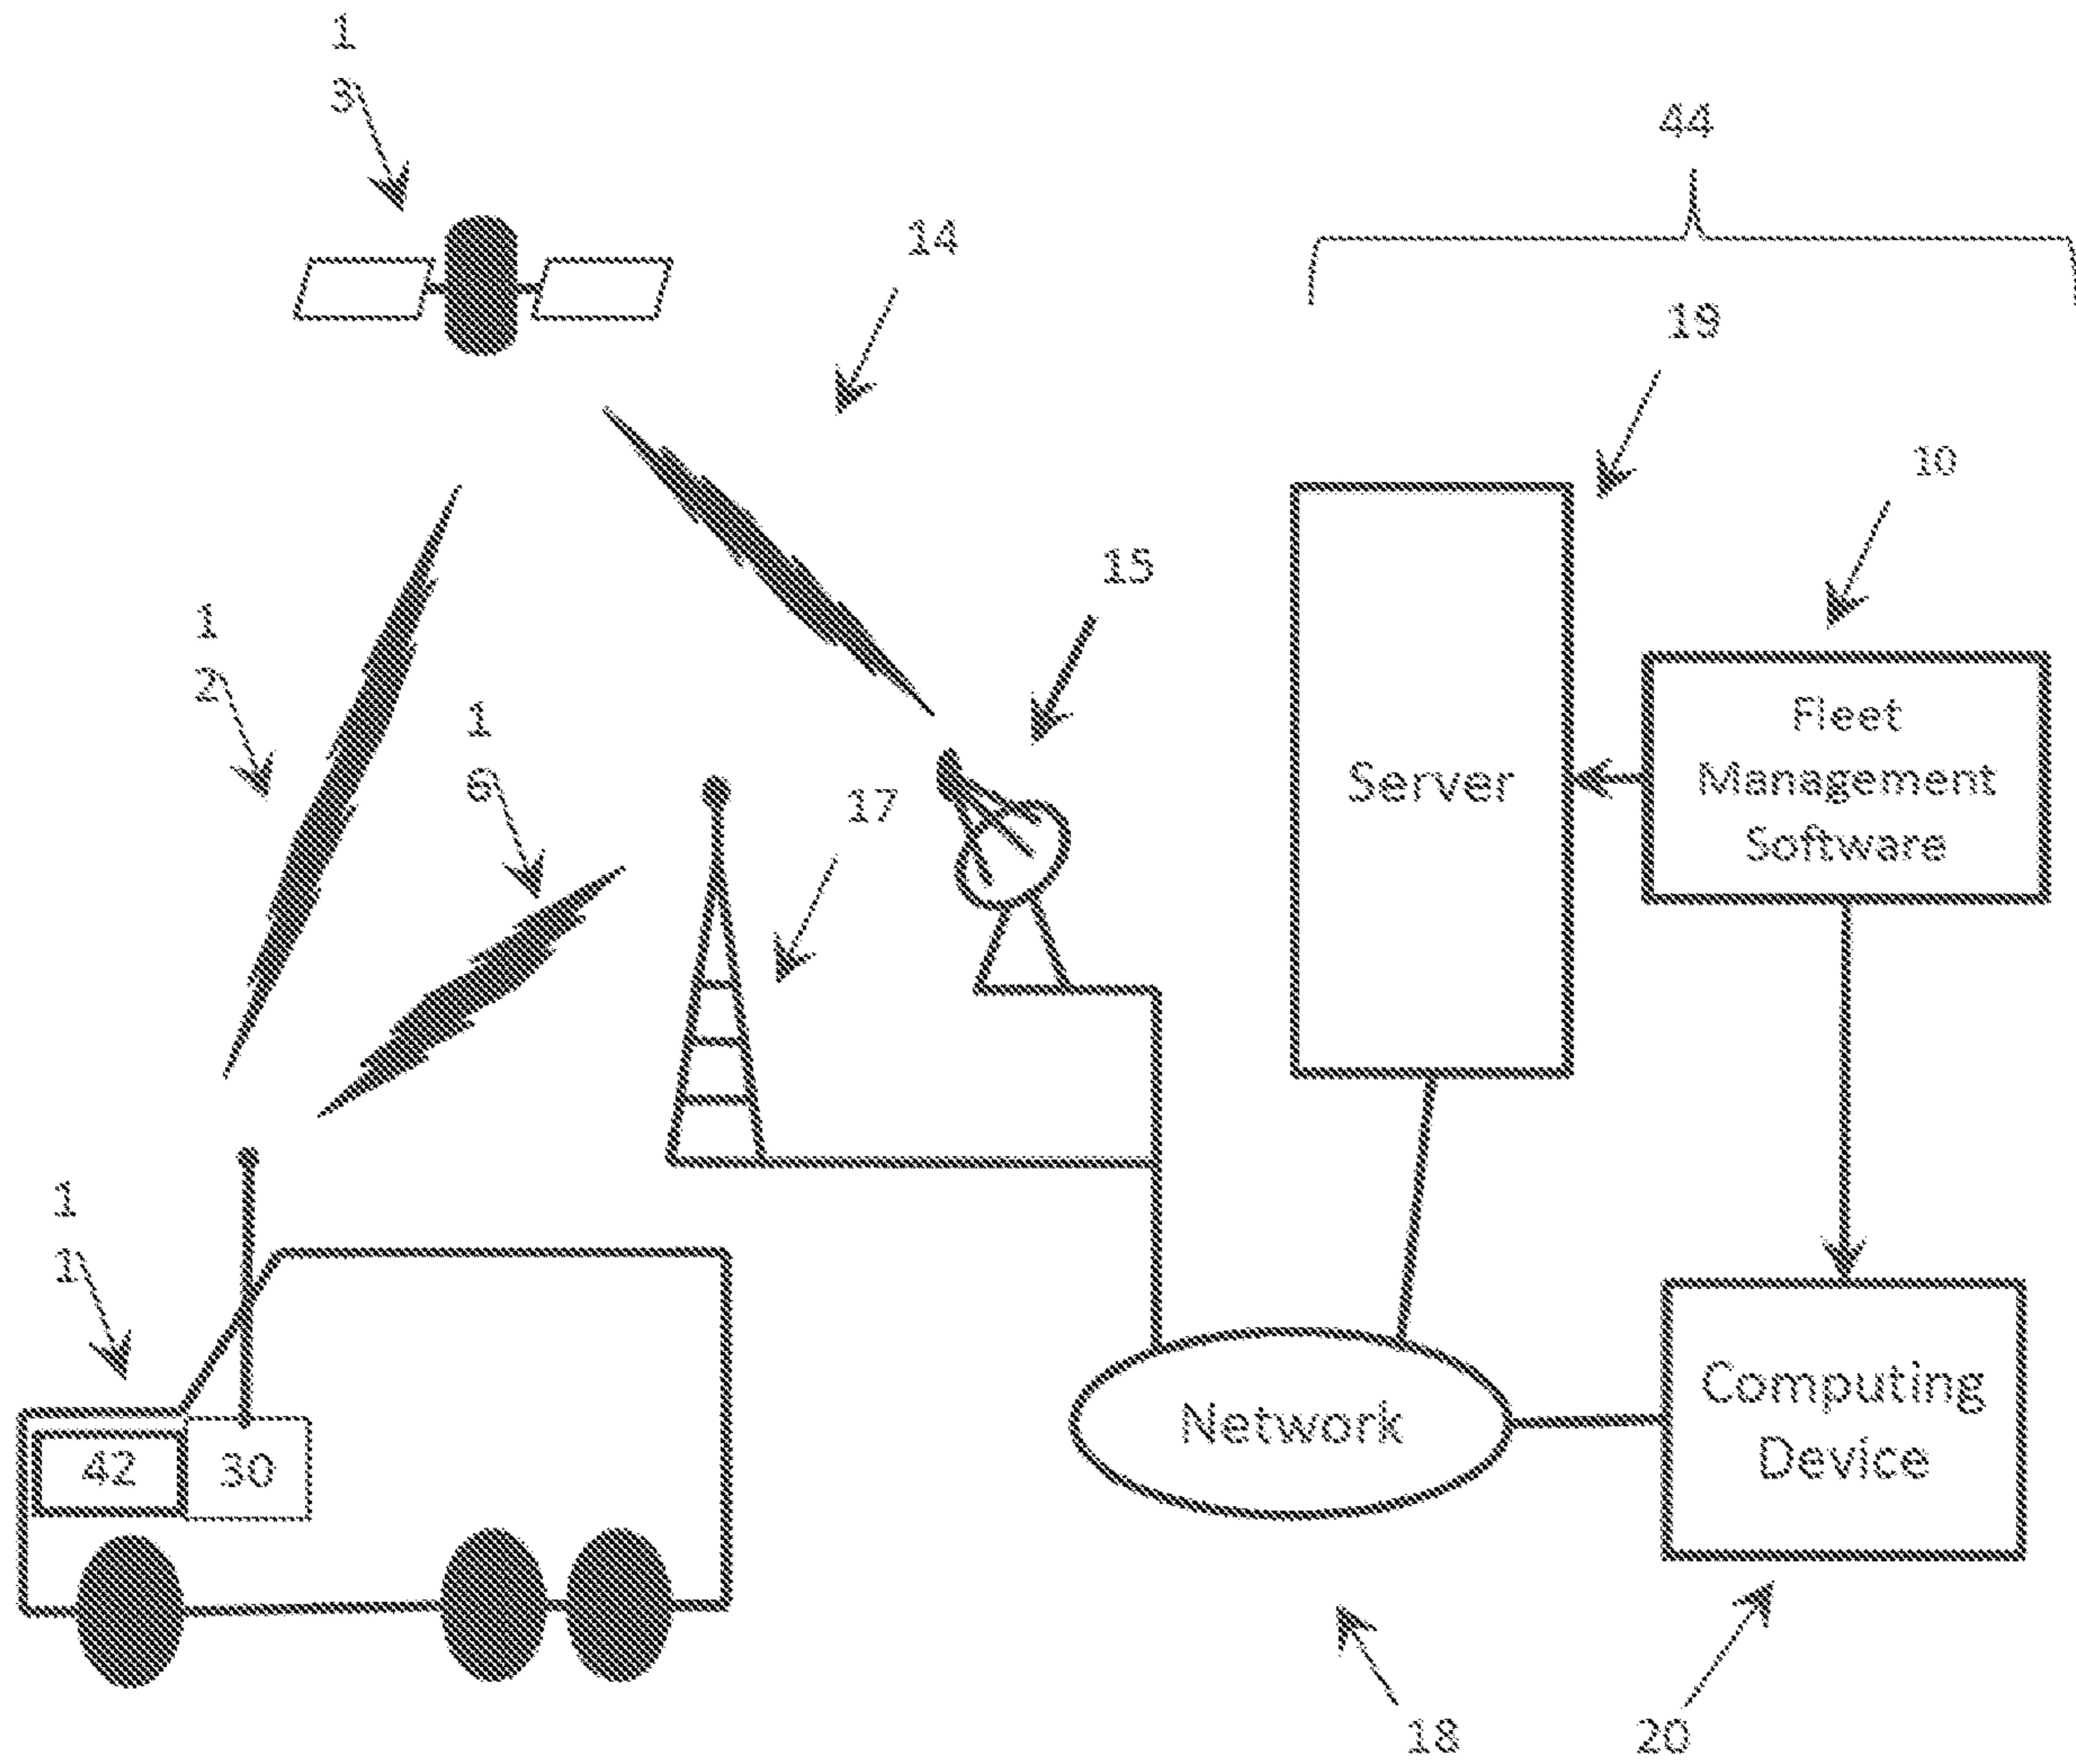 1
3
44
14
19
10
15
1
2
1
6
17
Fleet
Management
Software
Server
1
1
Computing
Device
Network
42
30
18
20